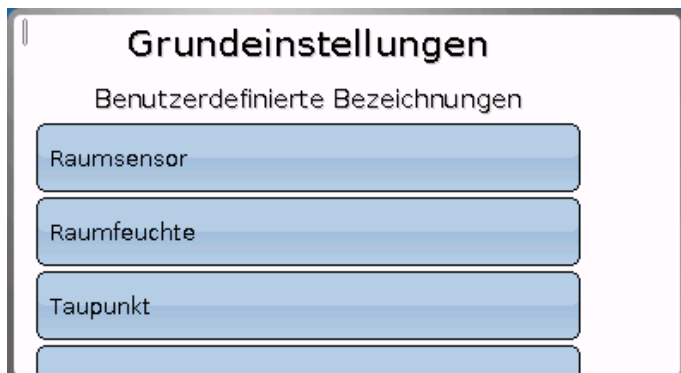 Grundeinstellungen
Benutzerdefinierte Bezeichnungen
Raumsensor
Raumfeuchte
Taupunkt